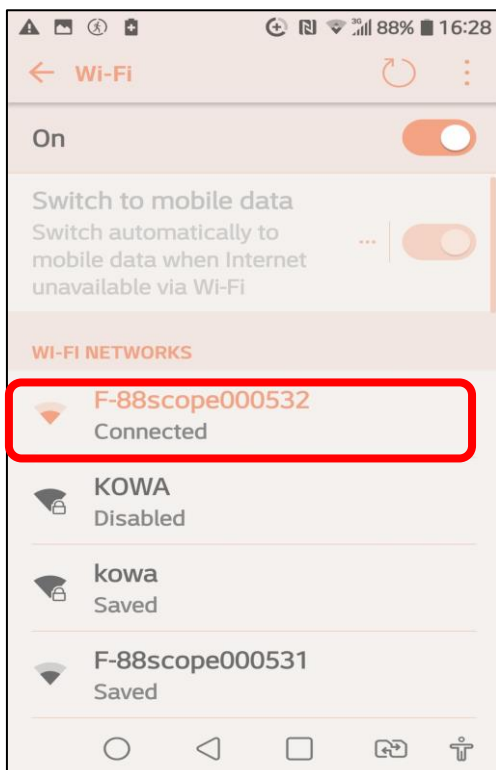 88% 16:28
Wi-Fi
On
Switch to mobile data
Switch automatically to
mobile data when Internet
unavailable via Wi-Fi
WI-FI NETWORKS
F-88scope000532
Connected
KOWA
Disabled
kowa
Saved
F-88scope000531
Saved